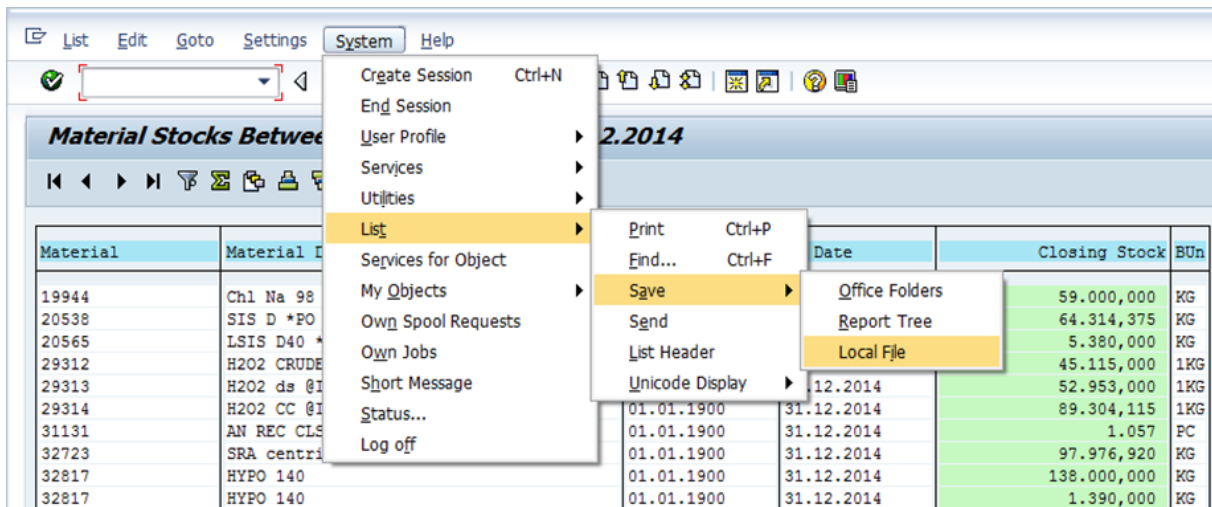 List Edit Goto Settings System Help
Create Session Ctrl+N
End Session
Material Stocks Betwee 2.2014
User Profile
Services
Utilities
List Print Ctrl+P
Material Material D Date Closing Stock BUn
Services for Object Find... Ctrl+F
My Objects Save Office Folders
19944 Chl Na 98 59.000,000 KG
Own Spool Requests Send Report Tree
20538 SIS D *PO 64.314,375 KG
20565 LSIS D40 * 5.380,000 KG
Own Jobs List Header Local File
29312 H2O2 CRUDE 45.115,000 1KG
Short Message Unicode Display
29313 H2O2 ds @I .12.2014 52.953,000 1KG
Status...
29314 H2O2 CC @I 01.01.1900 31.12.2014 89.304,115 1KG
31131 AN REC CLS 01.01.1900 31.12.2014 1.057 PC
Log off
32723 SRA centri 01.01.1900 31.12.2014 97.976,920 KG
32817 HYPO 140 01.01.1900 31.12.2014 138.000,000 KG
32817 HYPO 140 01.01.1900 31.12.2014 1.390,000 KG